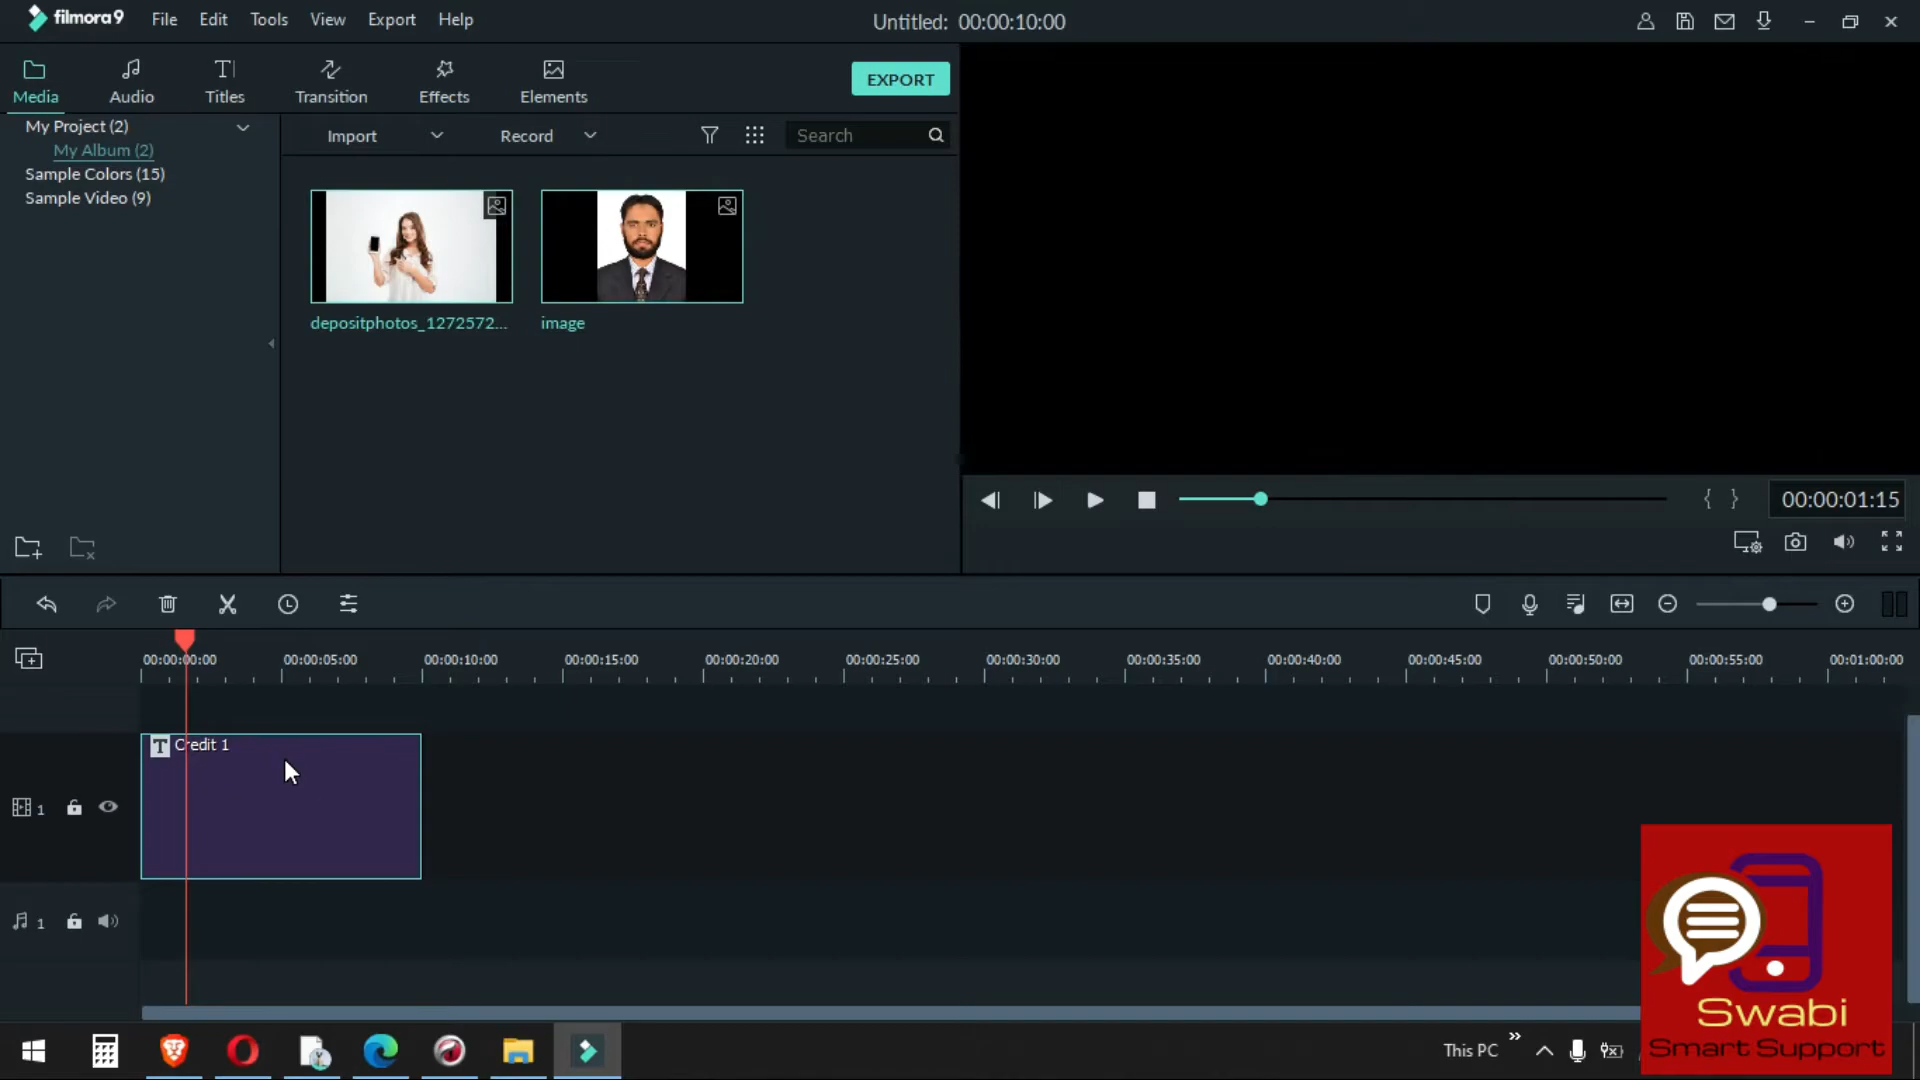 filmora9 File Edit Tools View Export Help Untitled: 00:00:10:00
Media Audio Titles Transition Effects Elements EXPORT
My Project (2) Import Record Search
My Album (2)
Sample Colors (15)
Sample Video (9)
depositphotos_1272572... image
{ } 00:00:01:15
00:00:00:00 00:00:05:00 00:00:10:00 00:00:15:00 00:00:20:00 00:00:25:00 00:00:30:00 00:00:35:00 00:00:40:00 00:00:45:00 00:00:50:00 00:00:55:00 00:01:00:00
T Credit 1
1
1
Swabi
Smart Support
This PC »